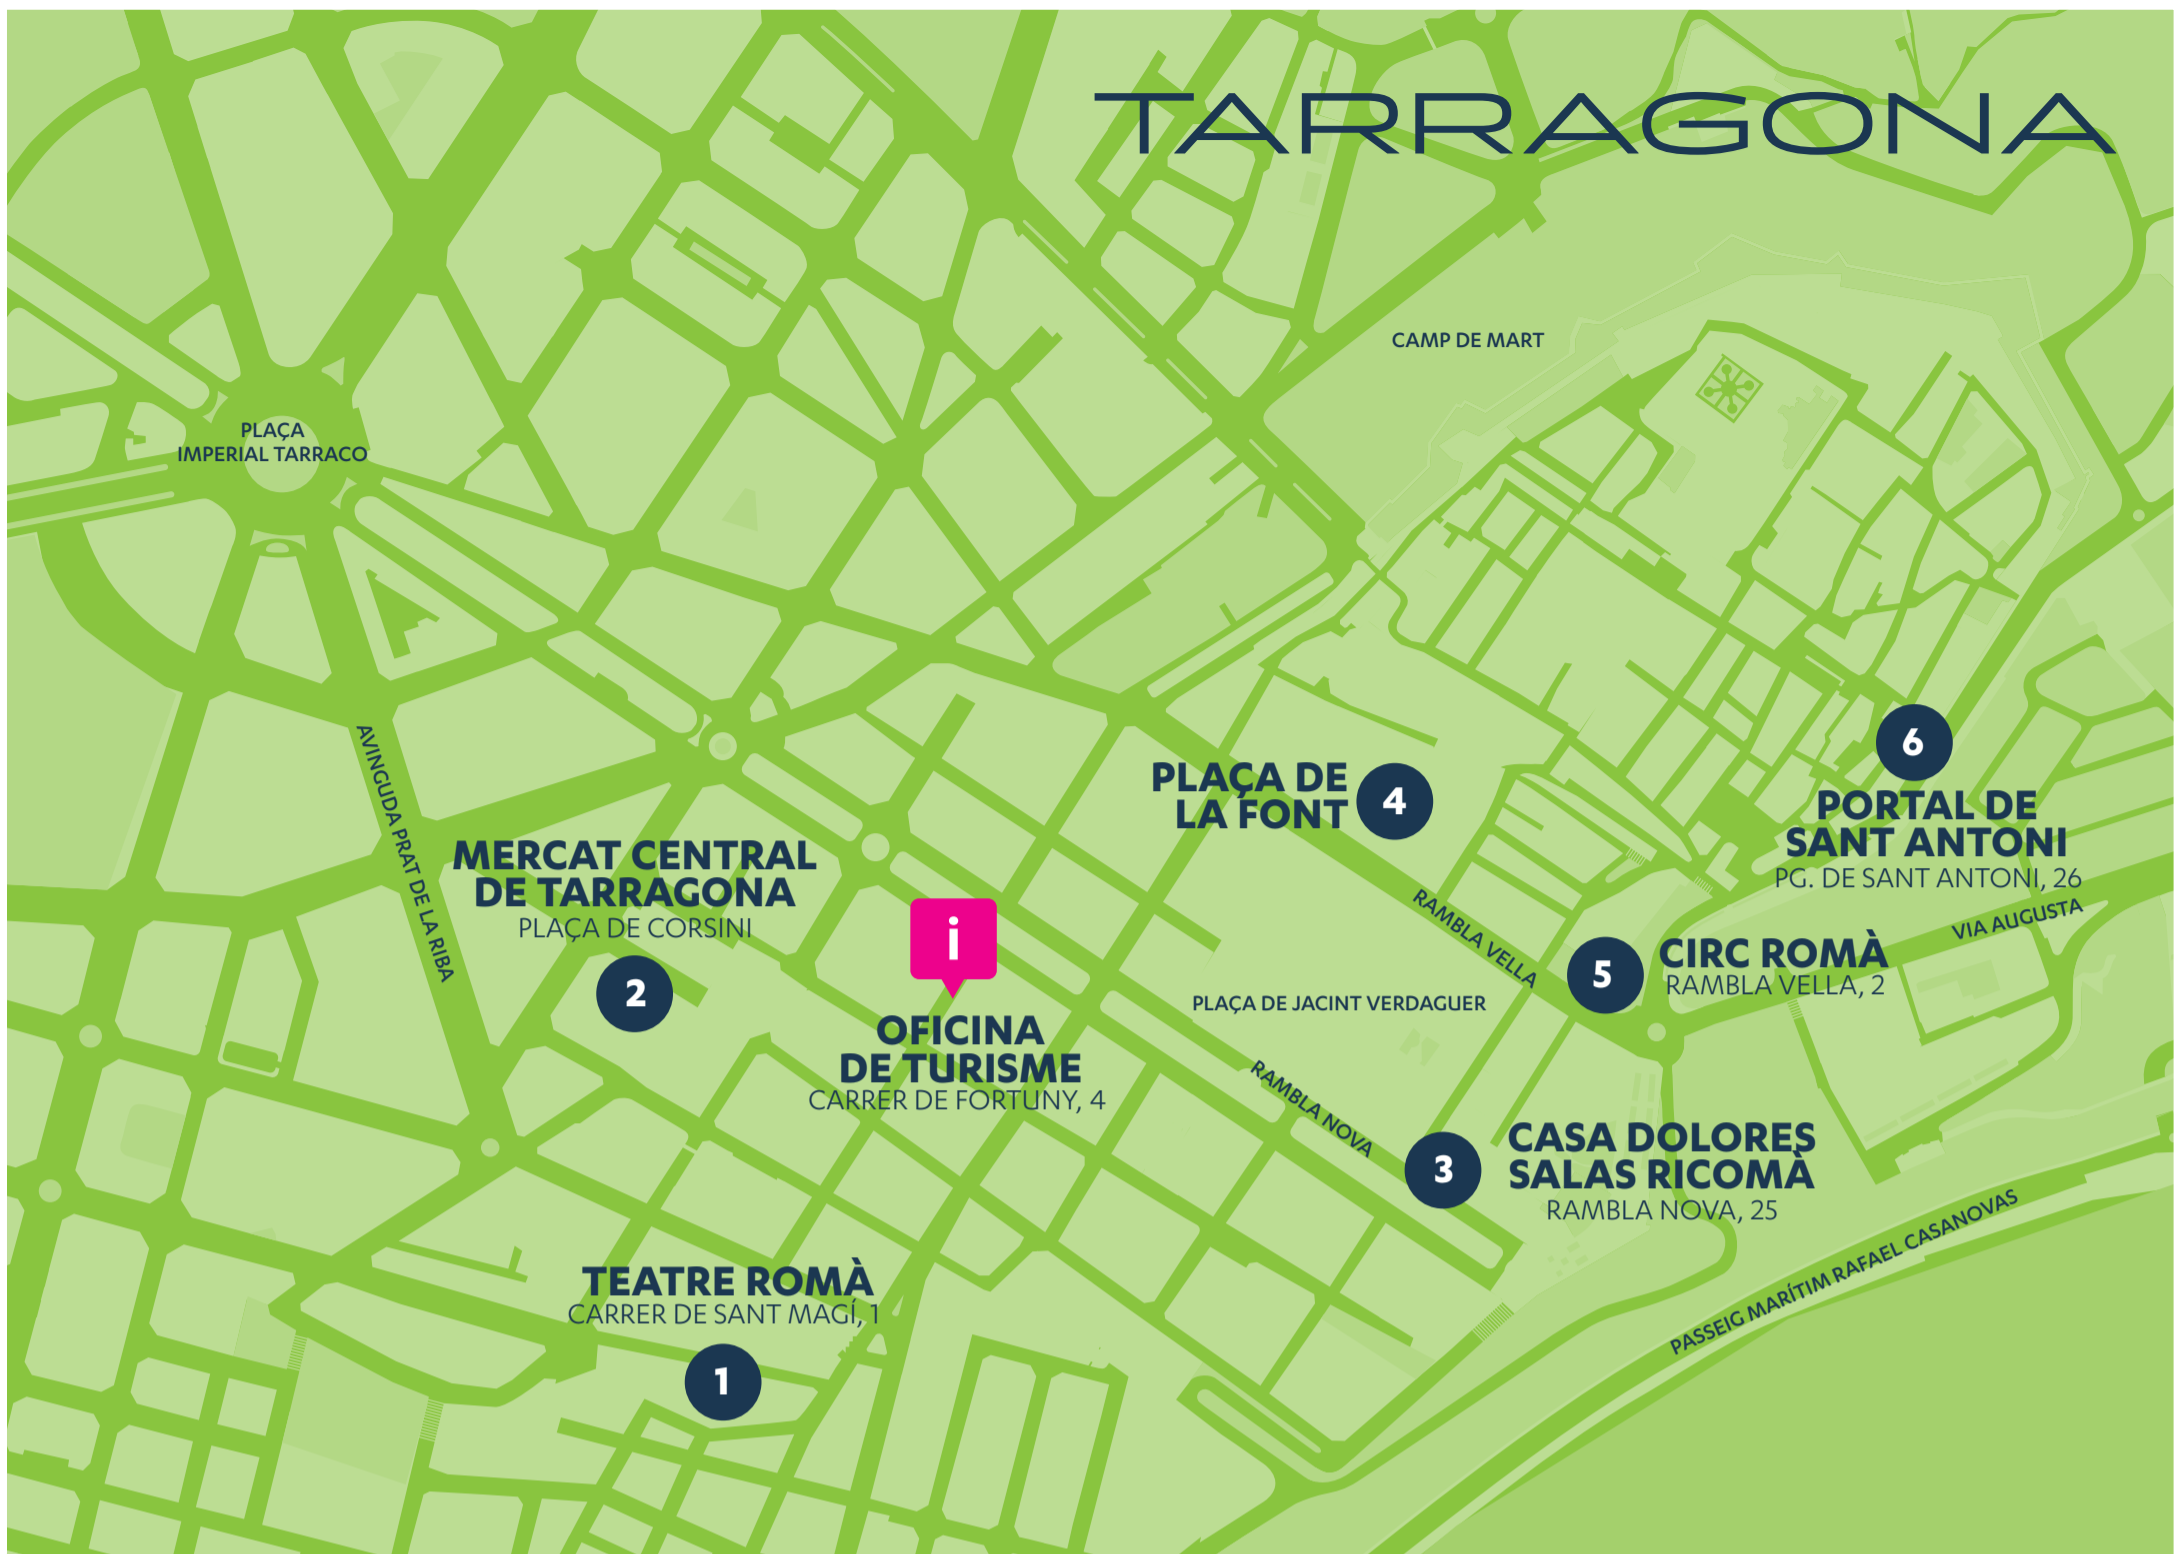 TARRAGONA
CAMP DE MART
PLAÇA
IMPERIAL TARRACO
AVINGUDA PRAT DE LA RIBA
6
PORTAL DE
SANT ANTONI
PG. DE SANT ANTONI, 26
PLAÇA DE
LA FONT
4
MERCAT CENTRAL
DE TARRAGONA
PLAÇA DE CORSINI
2
i
OFICINA
DE TURISME
CARRER DE FORTUNY, 4
RAMBLA VELLA
VIA AUGUSTA
5
CIRC ROMÀ
RAMBLA VELLA, 2
PLAÇA DE JACINT VERDAGUER
RAMBLA NOVA
3
CASA DOLORES
SALAS RICOMÀ
RAMBLA NOVA, 25
PASSEIG MARÍTIM RAFAEL CASANOVAS
TEATRE ROMÀ
CARRER DE SANT MAGÍ, 1
1